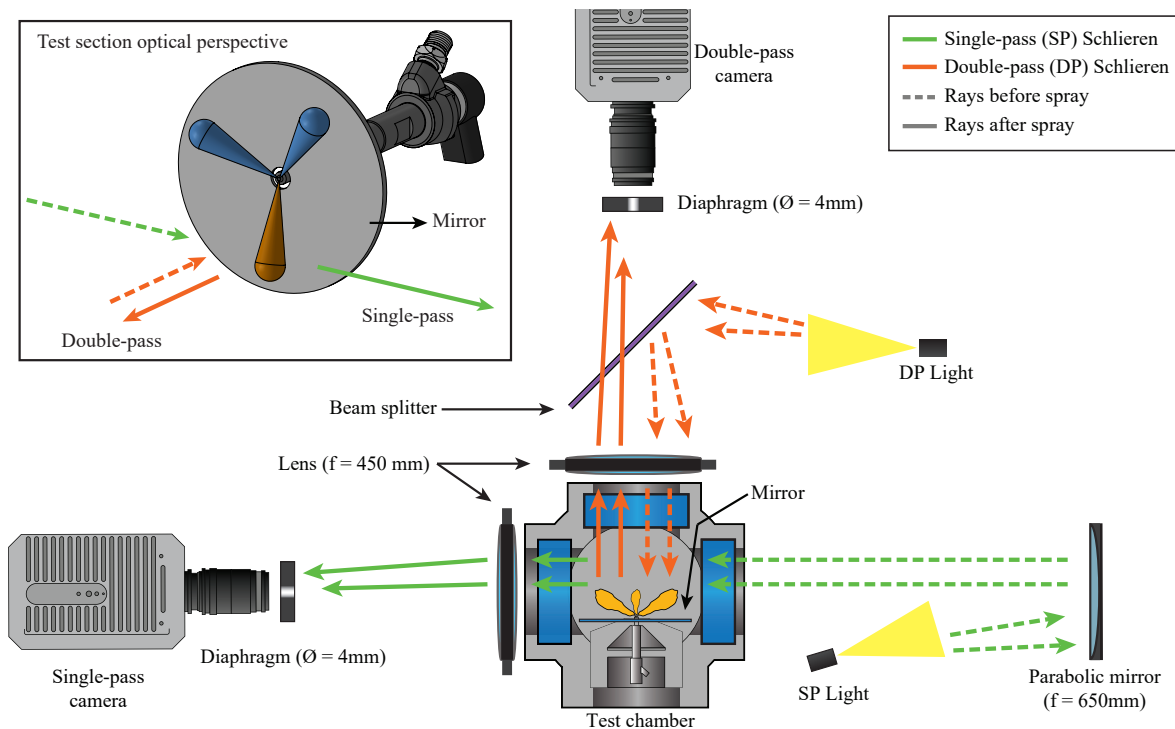 Test section optical perspective
Mirror
Single-pass
Double-pass
Double-pass
camera
Single-pass (SP) Schlieren
Double-pass (DP) Schlieren
Rays before spray
Rays after spray
Diaphragm (Ø = 4mm)
DP Light
Beam splitter
Lens (f = 450 mm)
Mirror
Diaphragm (Ø = 4mm)
Single-pass
camera
SP Light
Parabolic mirror
(f = 650mm)
Test chamber